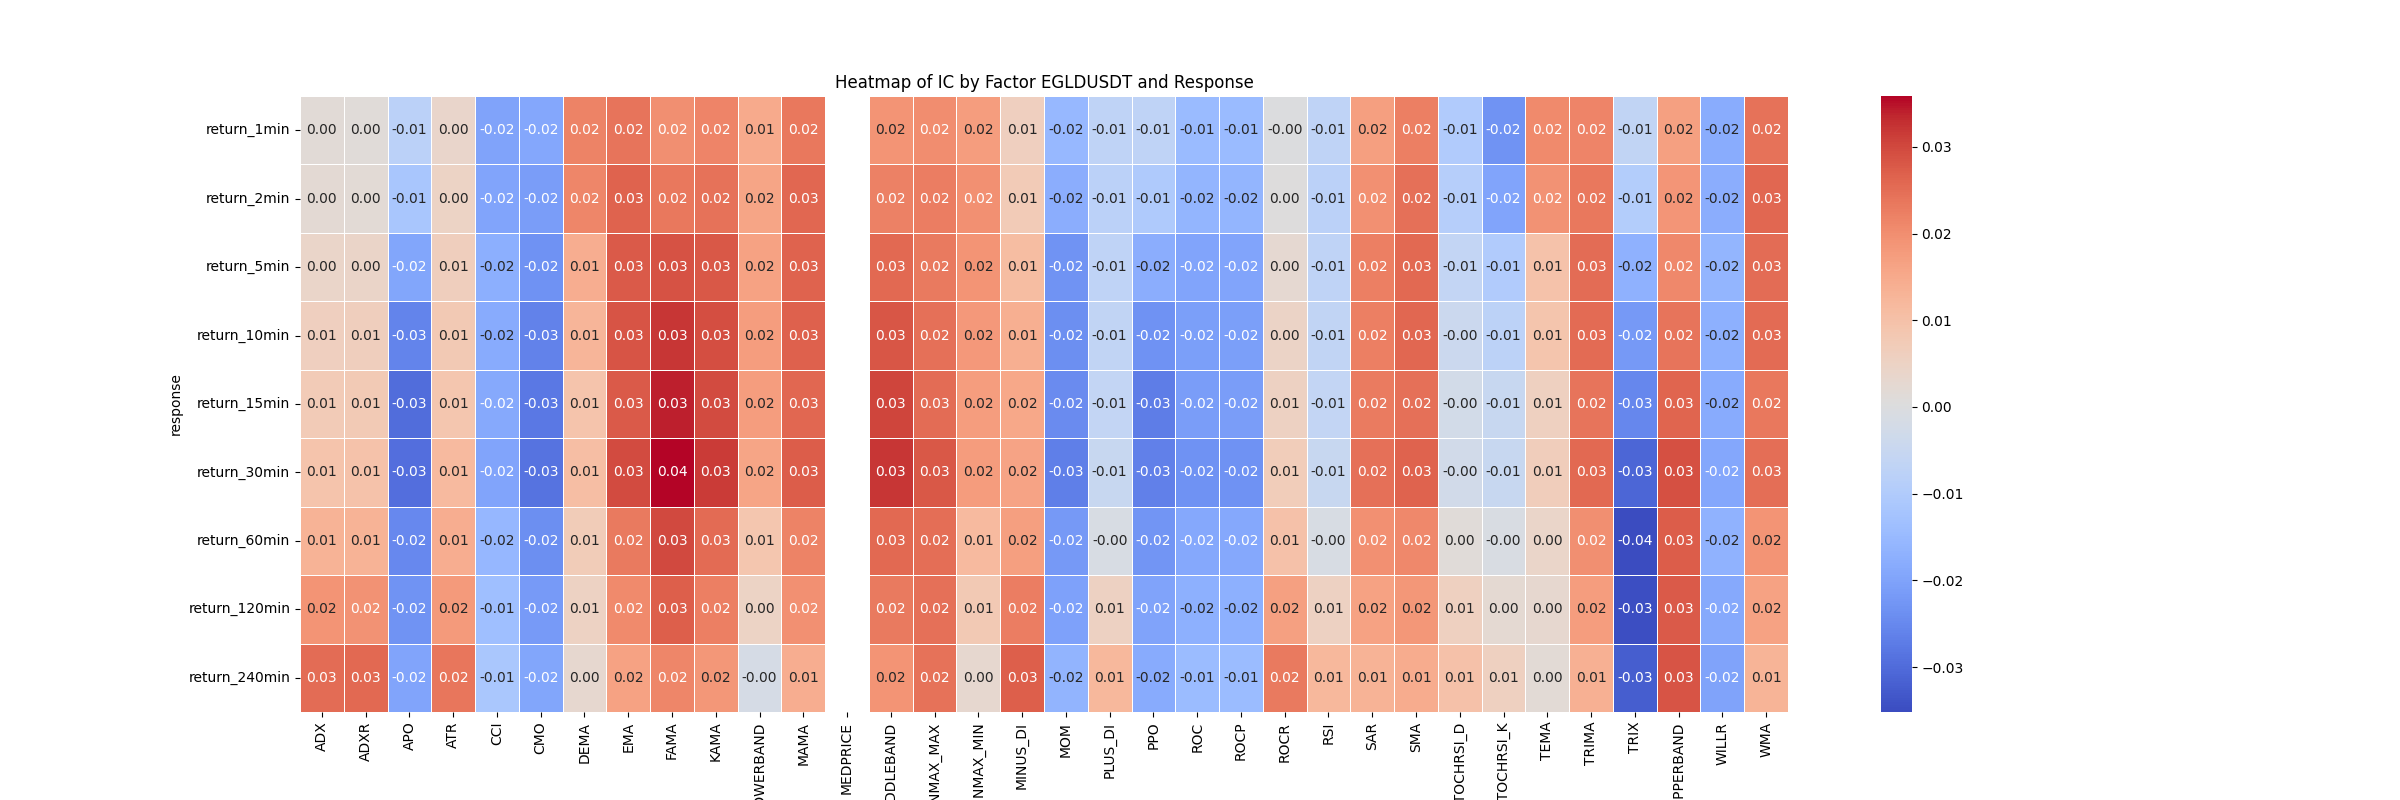 Heatmap of IC by Factor EGLDUSDT and Response
return_1min 0.00 0.00 -0.01 0.00 -0.02 -0.02 0.02 0.02 0.02 0.02 0.01 0.02 0.02 0.02 0.02 0.01 -0.02 -0.01 -0.01 -0.01 -0.01 -0.00 -0.01 0.02 0.02 -0.01 -0.02 0.02 0.02 -0.01 0.02 -0.02 0.02
return_2min 0.00 0.00 -0.01 0.00 -0.02 -0.02 0.02 0.03 0.02 0.02 0.02 0.03 0.02 0.02 0.02 0.01 -0.02 -0.01 -0.01 -0.02 -0.02 0.00 -0.01 0.02 0.02 -0.01 -0.02 0.02 0.02 -0.01 0.02 -0.02 0.03
return_5min 0.00 0.00 -0.02 0.01 -0.02 -0.02 0.01 0.03 0.03 0.03 0.02 0.03 0.03 0.02 0.02 0.01 -0.02 -0.01 -0.02 -0.02 -0.02 0.00 -0.01 0.02 0.03 -0.01 -0.01 0.01 0.03 -0.02 0.02 -0.02 0.03
return_10min 0.01 0.01 -0.03 0.01 -0.02 -0.03 0.01 0.03 0.03 0.03 0.02 0.03 0.03 0.02 0.02 0.01 -0.02 -0.01 -0.02 -0.02 -0.02 0.00 -0.01 0.02 0.03 -0.00 -0.01 0.01 0.03 -0.02 0.02 -0.02 0.03
return_15min 0.01 0.01 -0.03 0.01 -0.02 -0.03 0.01 0.03 0.03 0.03 0.02 0.03 0.03 0.03 0.02 0.02 -0.02 -0.01 -0.03 -0.02 -0.02 0.01 -0.01 0.02 0.02 -0.00 -0.01 0.01 0.02 -0.03 0.03 -0.02 0.02
return_30min 0.01 0.01 -0.03 0.01 -0.02 -0.03 0.01 0.03 0.04 0.03 0.02 0.03 0.03 0.03 0.02 0.02 -0.03 -0.01 -0.03 -0.02 -0.02 0.01 -0.01 0.02 0.03 -0.00 -0.01 0.01 0.03 -0.03 0.03 -0.02 0.03
return_60min 0.01 0.01 -0.02 0.01 -0.02 -0.02 0.01 0.02 0.03 0.03 0.01 0.02 0.03 0.02 0.01 0.02 -0.02 -0.00 -0.02 -0.02 -0.02 0.01 -0.00 0.02 0.02 0.00 -0.00 0.00 0.02 -0.04 0.03 -0.02 0.02
return_120min 0.02 0.02 -0.02 0.02 -0.01 -0.02 0.01 0.02 0.03 0.02 0.00 0.02 0.02 0.02 0.01 0.02 -0.02 0.01 -0.02 -0.02 -0.02 0.02 0.01 0.02 0.02 0.01 0.00 0.00 0.02 -0.03 0.03 -0.02 0.02
return_240min 0.03 0.03 -0.02 0.02 -0.01 -0.02 0.00 0.02 0.02 0.02 -0.00 0.01 0.02 0.02 0.00 0.03 -0.02 0.01 -0.02 -0.01 -0.01 0.02 0.01 0.01 0.01 0.01 0.01 0.00 0.01 -0.03 0.03 -0.02 0.01
response
ADX ADXR APO ATR CCI CMO DEMA EMA FAMA KAMA OWERBAND MAMA MEDPRICE DDLEBAND NMAX_MAX NMAX_MIN MINUS_DI MOM PLUS_DI PPO ROC ROCP ROCR RSI SAR SMA TOCHRSI_D TOCHRSI_K TEMA TRIMA TRIX PPERBAND WILLR WMA
0.03
0.02
0.01
0.00
−0.01
−0.02
−0.03